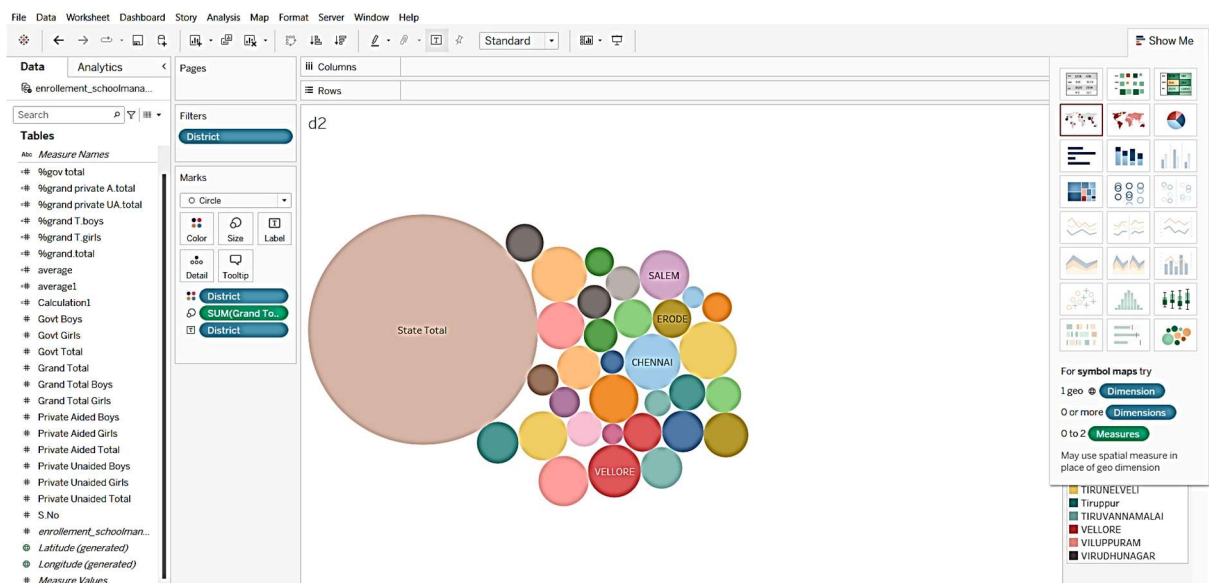 File Data Worksheet Dashboard Story Analysis Map Format Server Window Help
Standard
Show Me
Data Analytics
enrollement_schoolmana...
Search
Tables
Abc Measure Names
%gov total
%grand private A.total
%grand private UA.total
%grand T.boys
%grand T.girls
%grand.total
average
average1
Calculation1
Govt Boys
Govt Girls
Govt Total
Grand Total
Grand Total Boys
Grand Total Girls
Private Aided Boys
Private Aided Girls
Private Aided Total
Private Unaided Boys
Private Unaided Girls
Private Unaided Total
S.No
enrollement_schoolman...
Latitude (generated)
Longitude (generated)
Measure Values
Pages
Filters
District
Marks
Circle
Color Size Label
Detail Tooltip
District
SUM(Grand To..
District
Columns
Rows
d2
State Total
SALEM
ERODE
CHENNAI
VELLORE
For symbol maps try
1 geo Dimension
0 or more Dimensions
0 to 2 Measures
May use spatial measure in
place of geo dimension
TIRUNELVELI
Tiruppur
TIRUVANNAMALAI
VELLORE
VILUPPURAM
VIRUDHUNAGAR